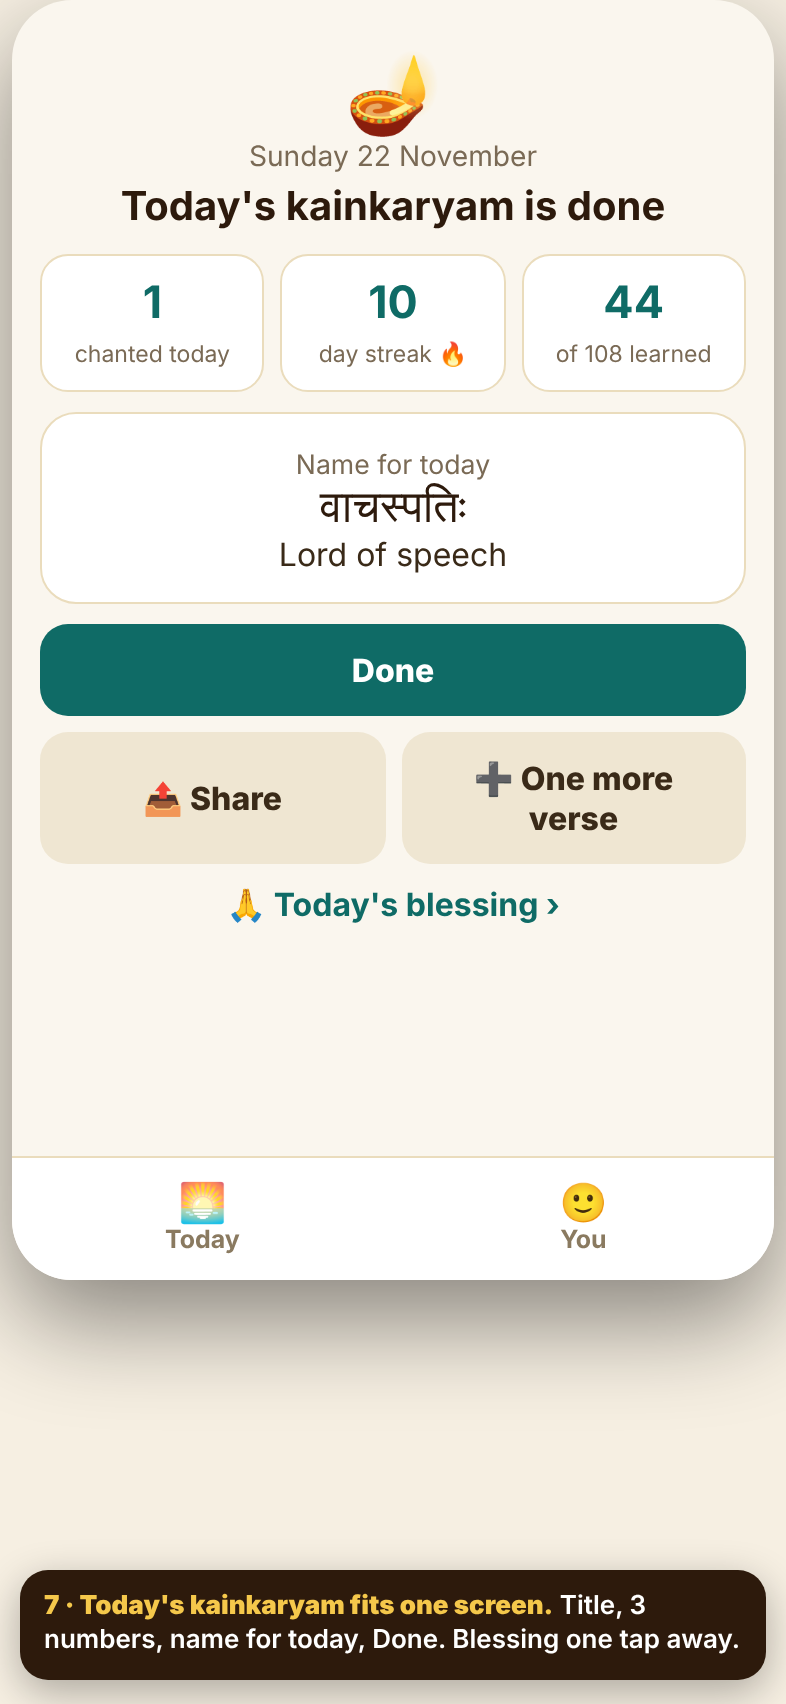 Sunday 22 November
Today's kainkaryam is done
1
chanted today
10
day streak 🔥
44
of 108 learned
Name for today
वाचस्पतिः
Lord of speech
Done
📤 Share
➕ One more
verse
🙏 Today's blessing ›
Today
You
7 · Today's kainkaryam fits one screen. Title, 3
numbers, name for today, Done. Blessing one tap away.